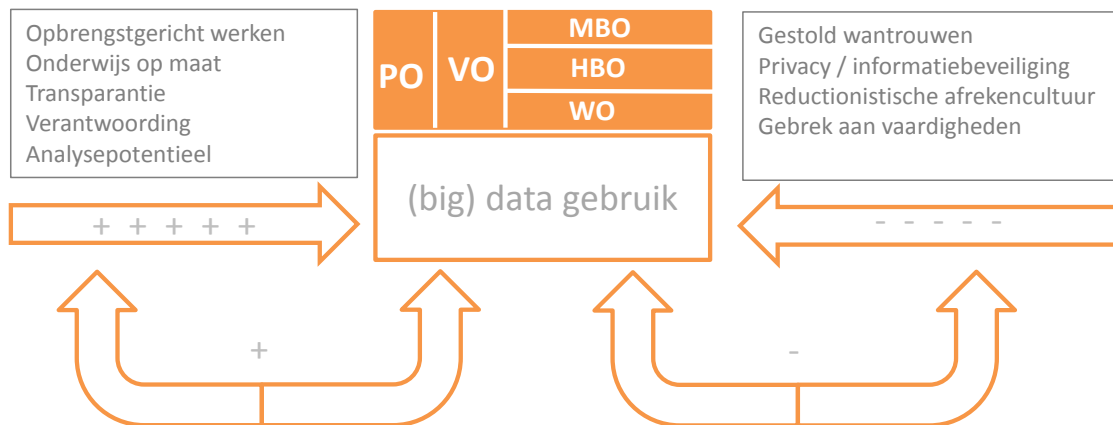 Opbrengstgericht werken
Onderwijs op maat
Transparantie
Verantwoording
Analysepotentieel
PO
VO
MBO
HBO
WO
(big) data gebruik
Gestold wantrouwen
Privacy / informatiebeveiliging
Reductionistische afrekencultuur
Gebrek aan vaardigheden
+ + + + +
- - - - -
+
-